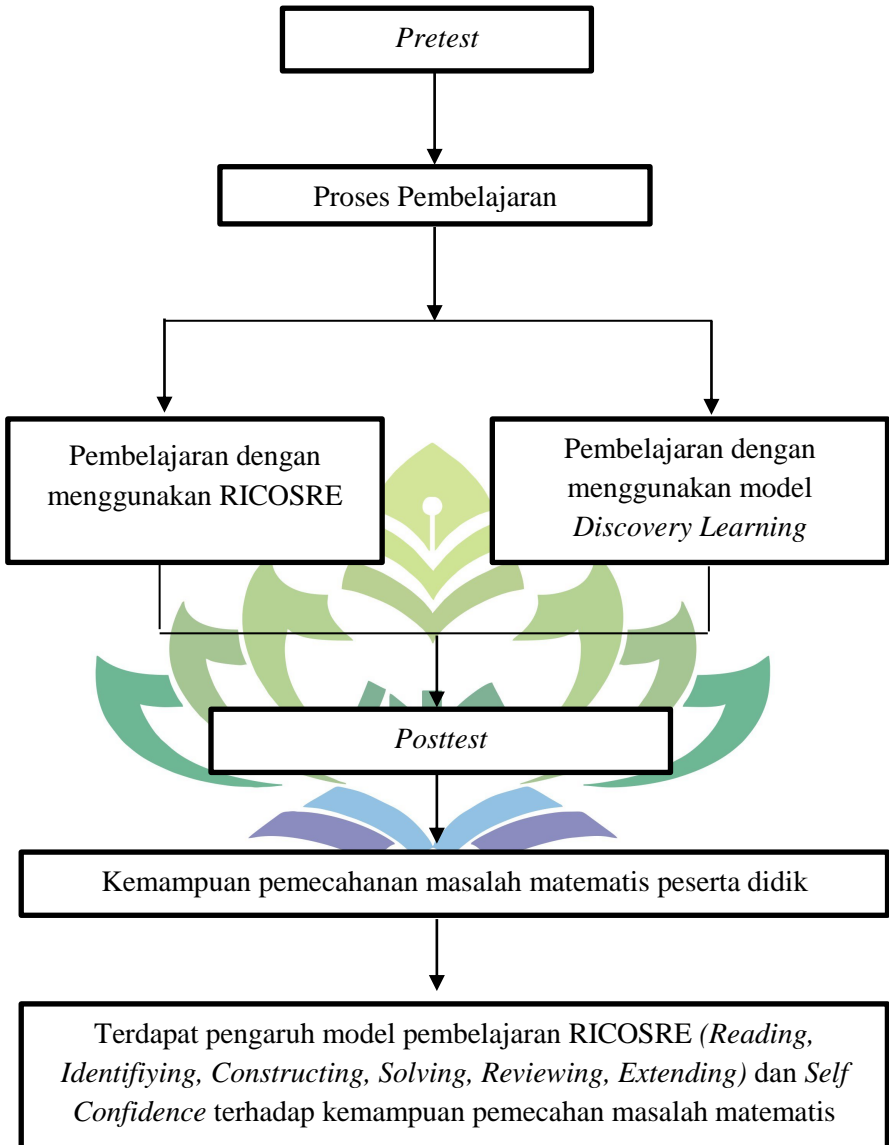 Pretest
Proses Pembelajaran
Pembelajaran dengan
menggunakan RICOSRE
Pembelajaran dengan
menggunakan model
Discovery Learning
Posttest
Kemampuan pemecahanan masalah matematis peserta didik
Terdapat pengaruh model pembelajaran RICOSRE (Reading,
Identifiying, Constructing, Solving, Reviewing, Extending) dan Self
Confidence terhadap kemampuan pemecahan masalah matematis